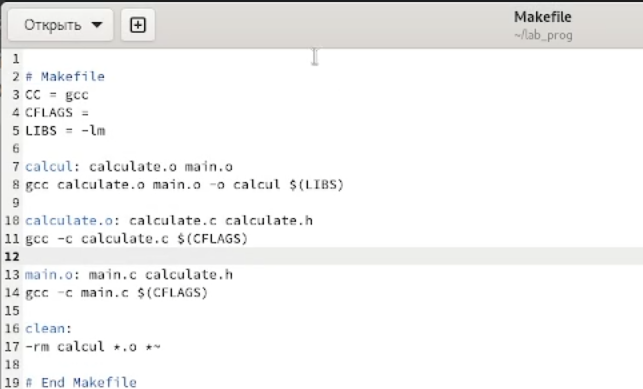 Открыть
Makefile
~/lab_prog
1
2 # Makefile
3 CC = gcc
4 CFLAGS =
5 LIBS = -lm
6
7 calcul: calculate.o main.o
8 gcc calculate.o main.o -o calcul $(LIBS)
9
10 calculate.o: calculate.c calculate.h
11 gcc -c calculate.c $(CFLAGS)
12
13 main.o: main.c calculate.h
14 gcc -c main.c $(CFLAGS)
15
16 clean:
17 -rm calcul *.o *~
18
19 # End Makefile